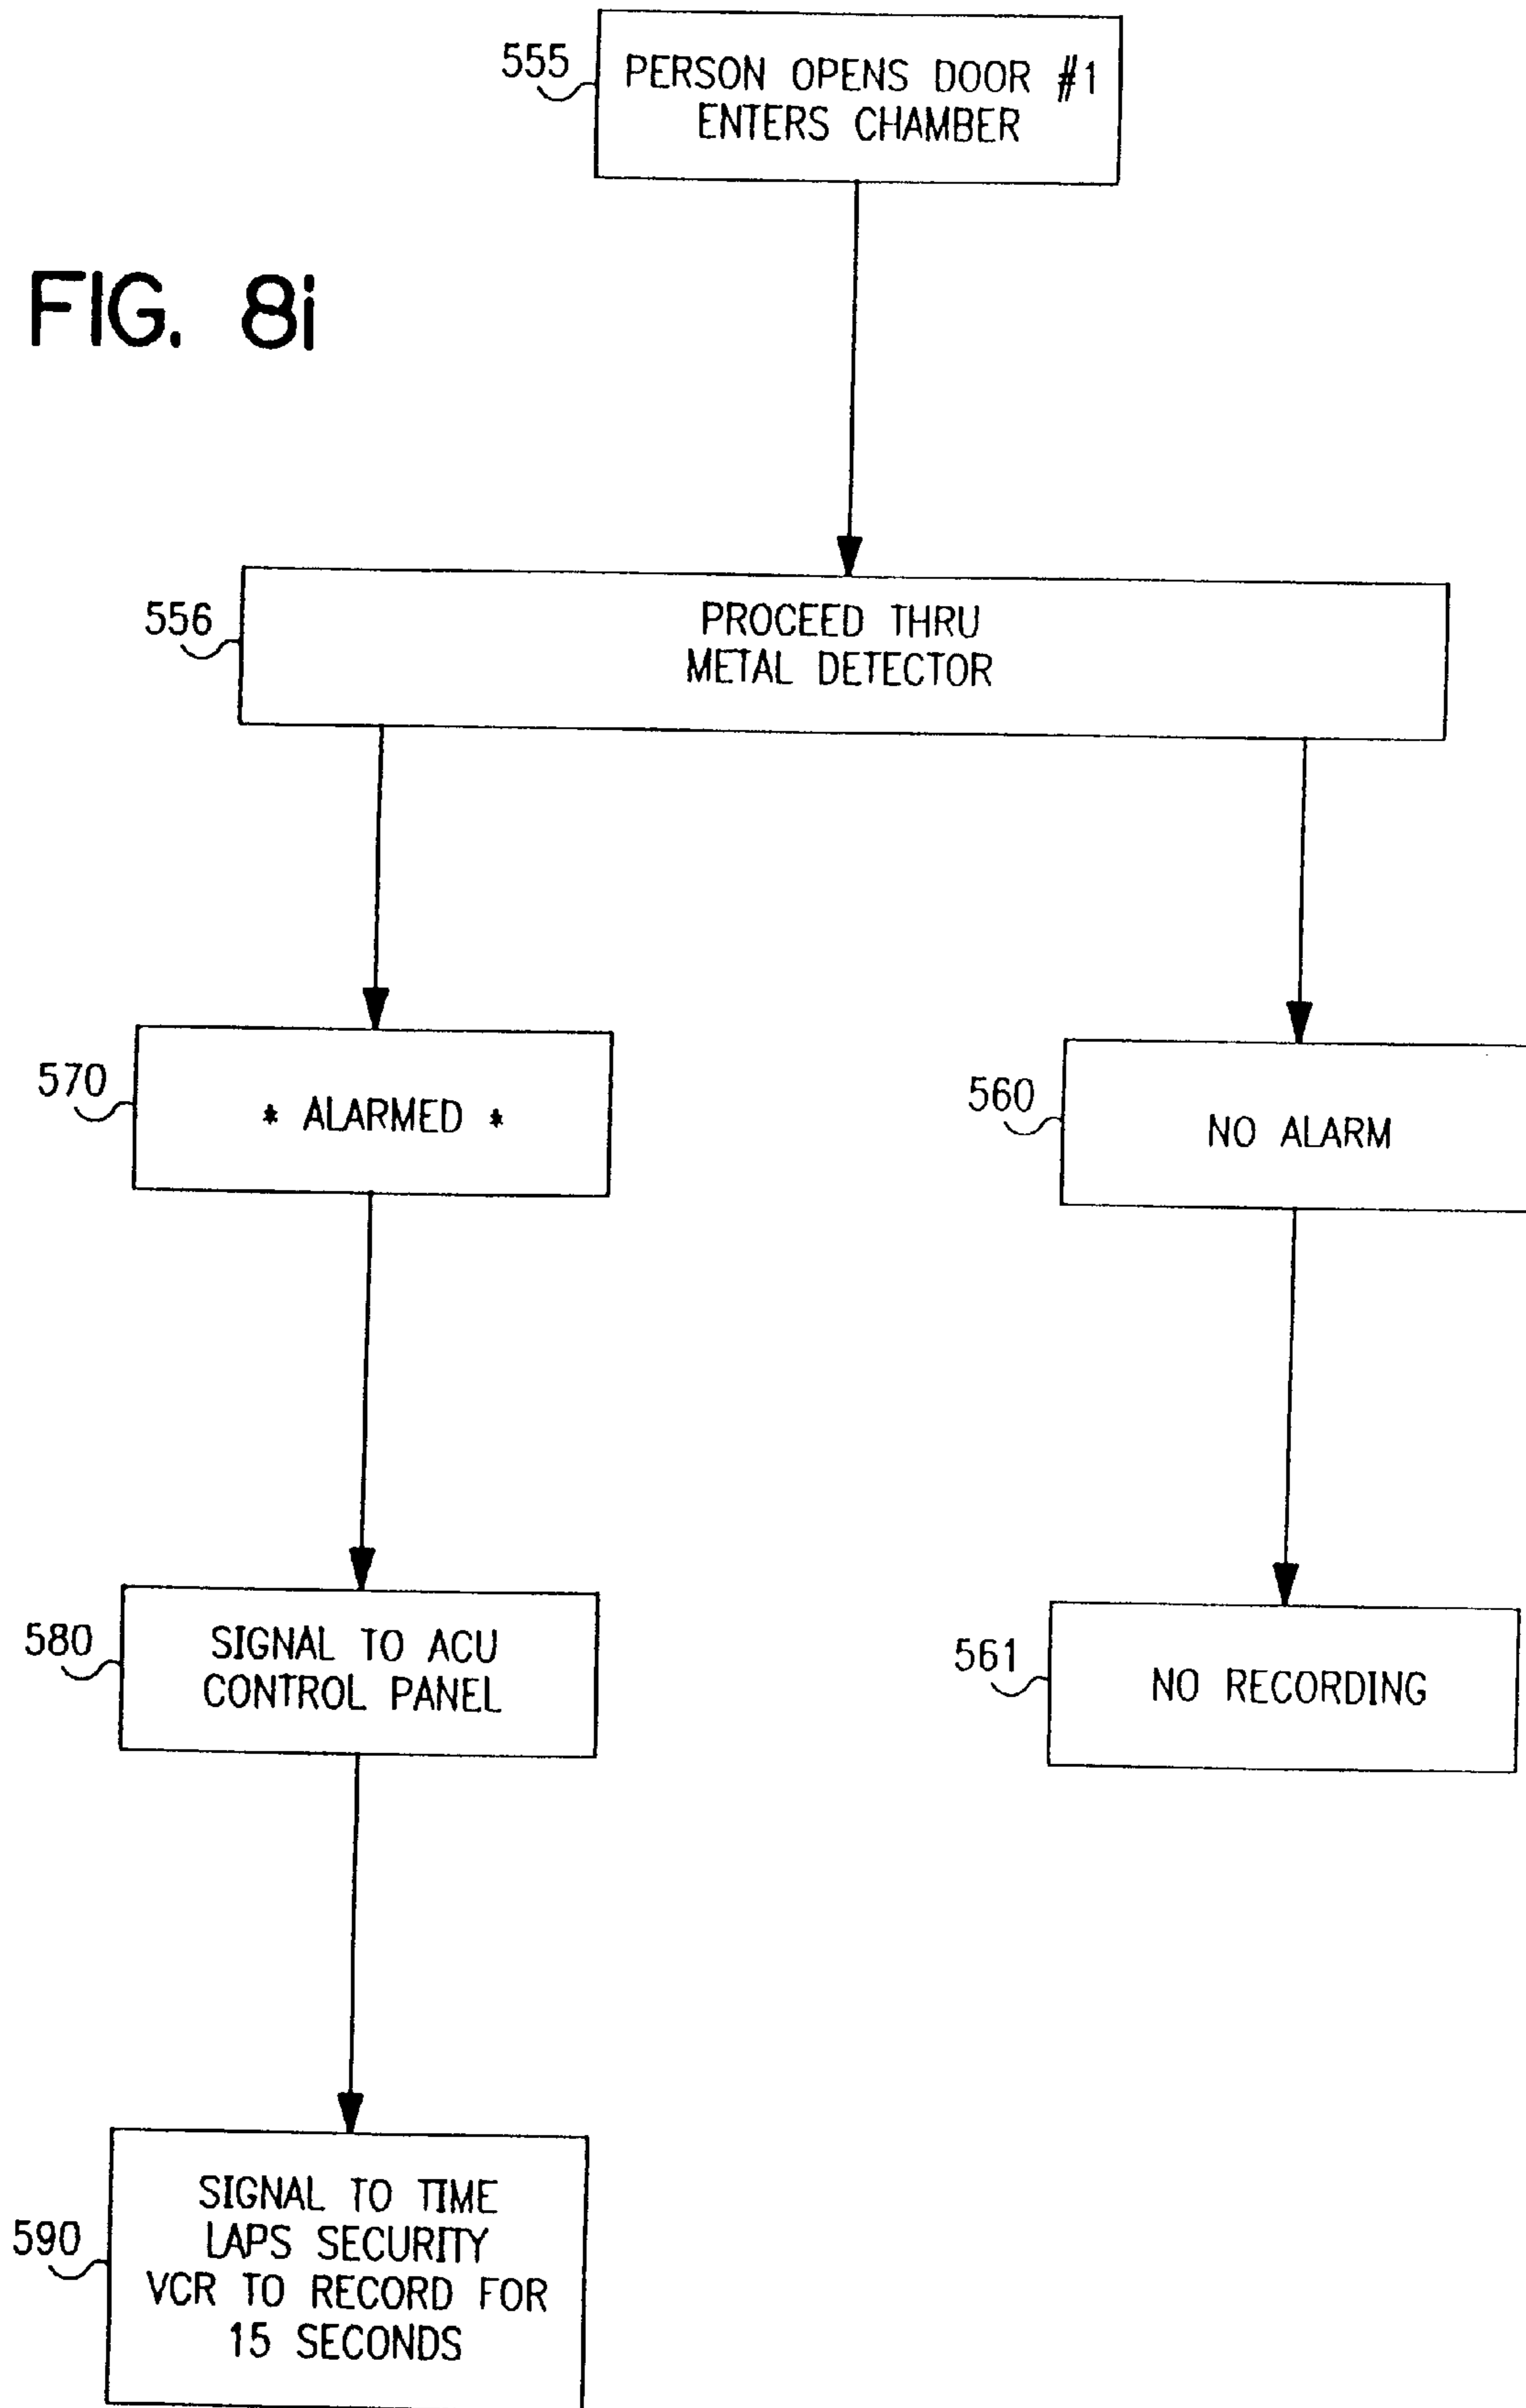 555
PERSON OPENS DOOR #1
ENTERS CHAMBER
FIG. 8i
556
PROCEED THRU
METAL DETECTOR
570
* ALARMED *
560
NO ALARM
580
SIGNAL TO ACU
CONTROL PANEL
561
NO RECORDING
590
SIGNAL TO TIME
LAPS SECURITY
VCR TO RECORD FOR
15 SECONDS